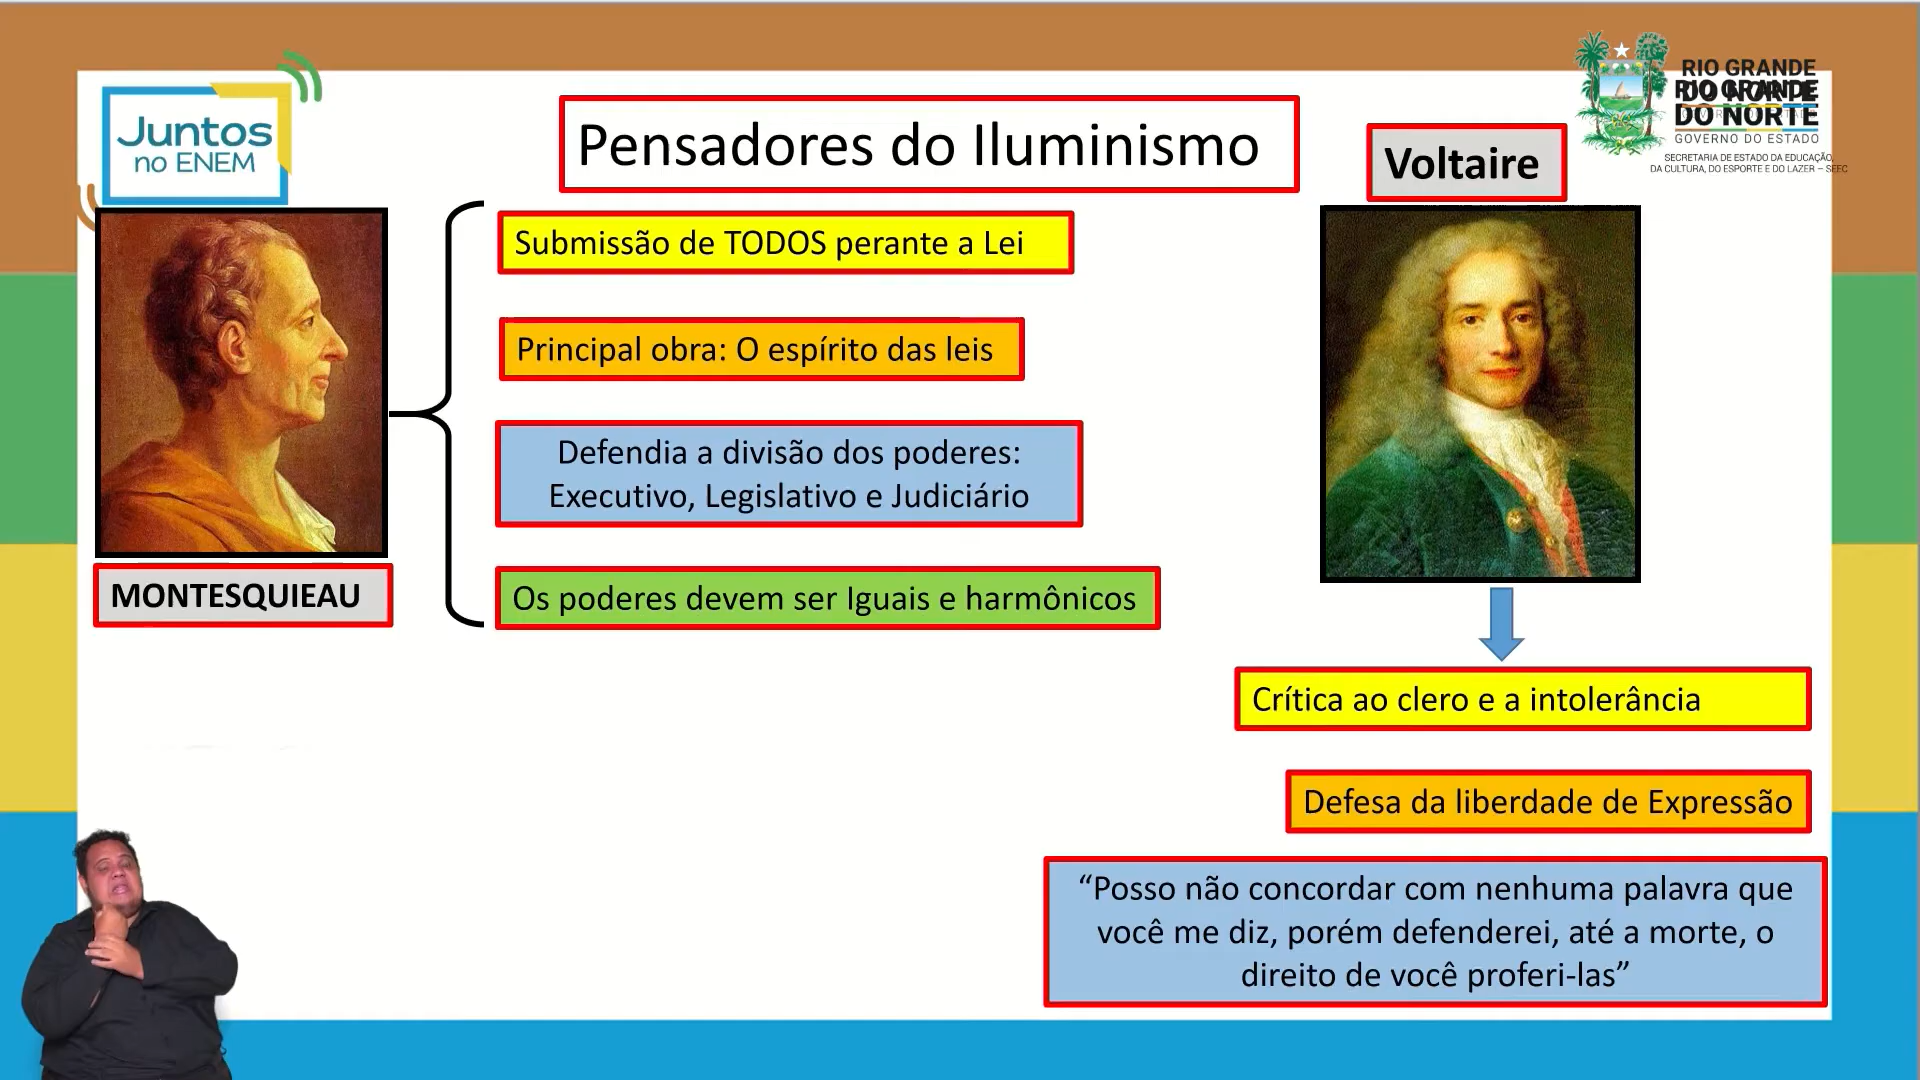 Juntos
no ENEM
Pensadores do Iluminismo
RIO GRANDE
DO NORTE
RIO GRANDE
DO NORTE
GOVERNO DO ESTADO
SECRETARIA DE ESTADO DA EDUCAÇÃO,
DA CULTURA, DO ESPORTE E DO LAZER – SEEC
Voltaire
Submissão de TODOS perante a Lei
Principal obra: O espírito das leis
Defendia a divisão dos poderes:
Executivo, Legislativo e Judiciário
Os poderes devem ser Iguais e harmônicos
MONTESQUIEAU
Crítica ao clero e a intolerância
Defesa da liberdade de Expressão
“Posso não concordar com nenhuma palavra que
você me diz, porém defenderei, até a morte, o
direito de você proferi-las”